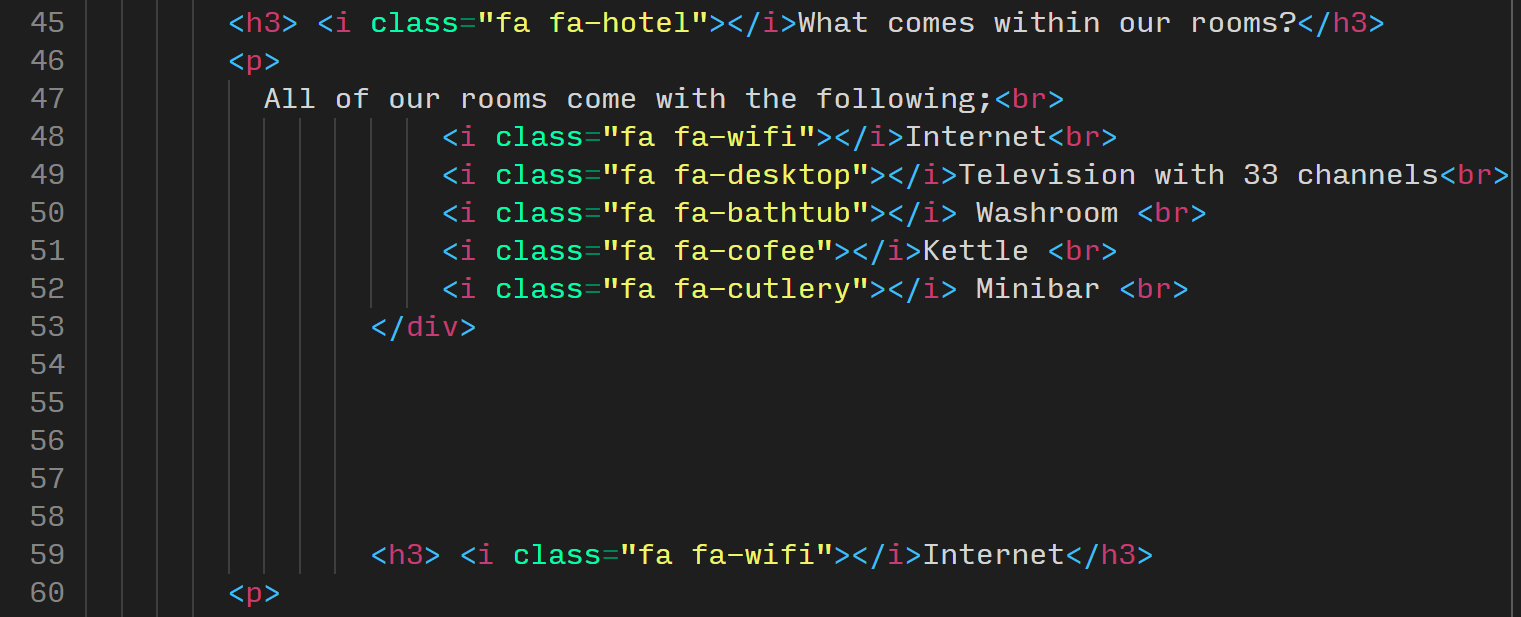 45 <h3> <i class="fa fa-hotel"></i>What comes within our rooms?</h3>
46 <p>
47 All of our rooms come with the following;<br>
48 <i class="fa fa-wifi"></i>Internet<br>
49 <i class="fa fa-desktop"></i>Television with 33 channels<br>
50 <i class="fa fa-bathtub"></i> Washroom <br>
51 <i class="fa fa-cofee"></i>Kettle <br>
52 <i class="fa fa-cutlery"></i> Minibar <br>
53 </div>
54
55
56
57
58
59 <h3> <i class="fa fa-wifi"></i>Internet</h3>
60 <p>